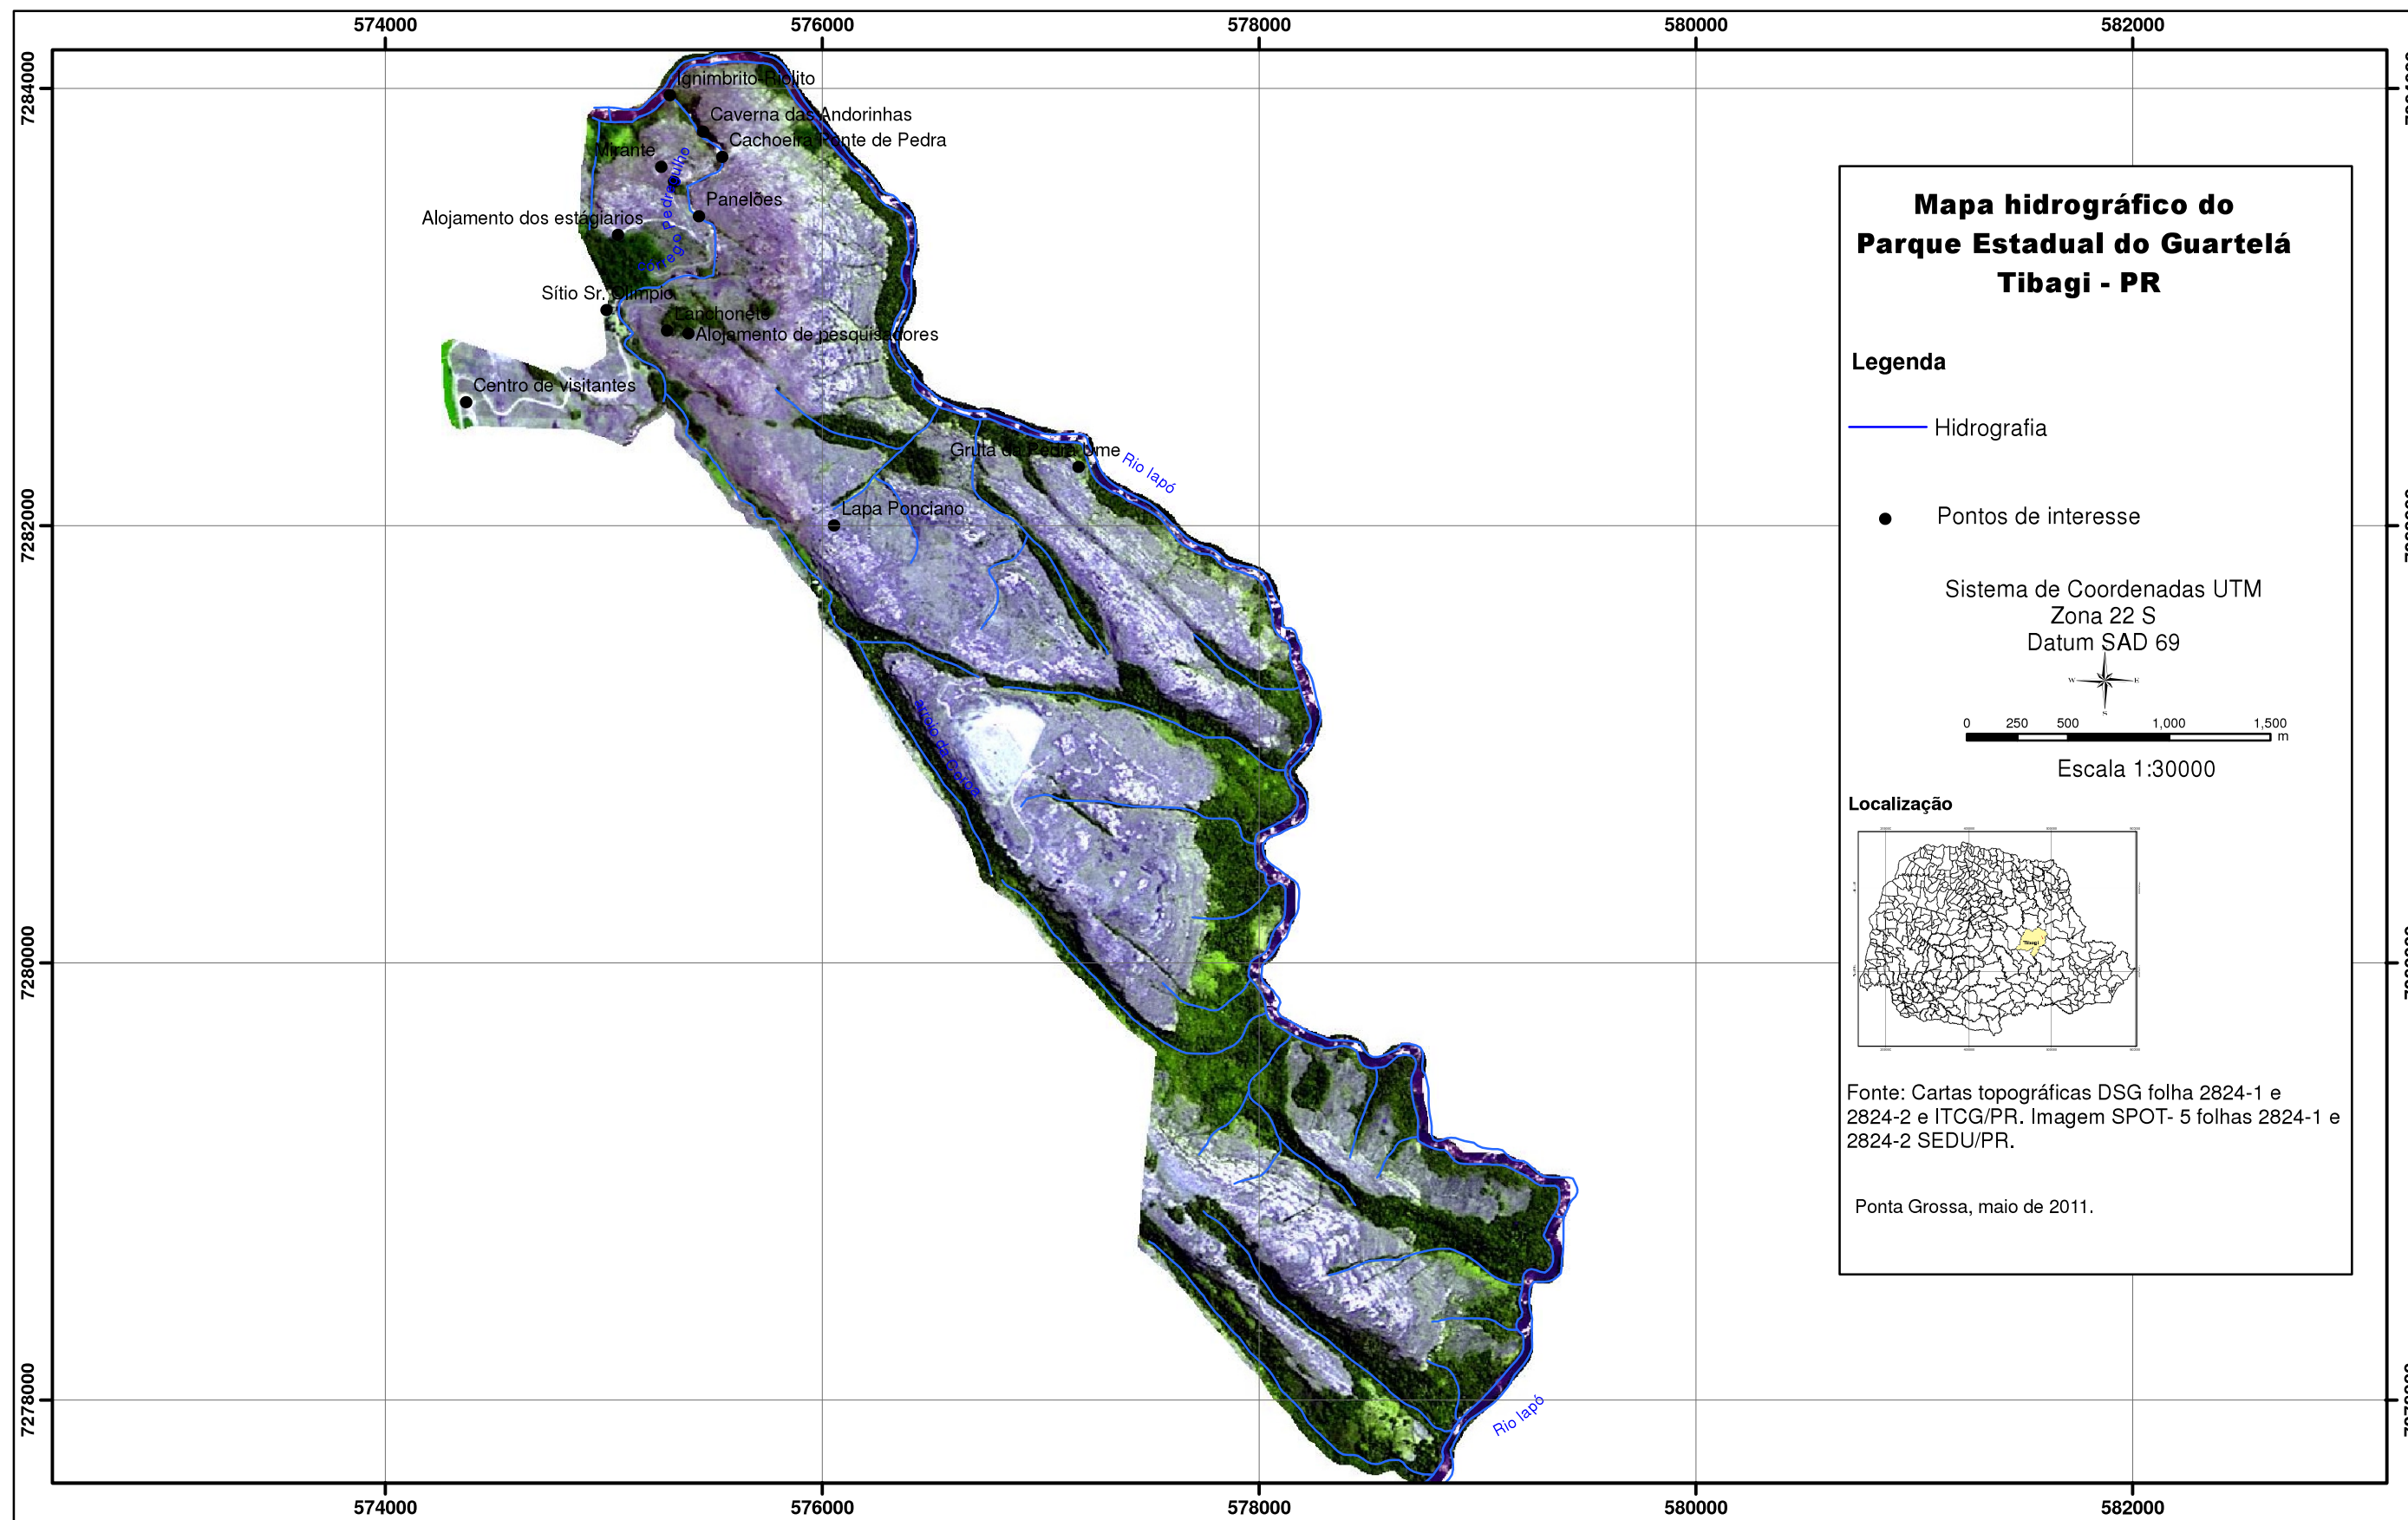 574000
576000
578000
580000
582000
7284000
7282000
7280000
7278000
Ignimbrito-Riolito
Caverna das Andorinhas
Cachoeira Ponte de Pedra
Mirante
córrego Pedregulho
Panelões
Alojamento dos estágiarios
Sítio Sr. Olimpio
Lanchonete
Alojamento de pesquisadores
Centro de visitantes
Gruta da Pedra Ume
Rio Iapó
Lapa Ponciano
Rio Iapó
574000
576000
578000
580000
582000
Mapa hidrográfico do
Parque Estadual do Guartelá
Tibagi - PR
Legenda
Hidrografia
Pontos de interesse
Sistema de Coordenadas UTM
Zona 22 S
Datum SAD 69
W E
S
0 250 500 1,000 1,500
m
Escala 1:30000
Localização
Tibagi
Fonte: Cartas topográficas DSG folha 2824-1 e
2824-2 e ITCG/PR. Imagem SPOT- 5 folhas 2824-1 e
2824-2 SEDU/PR.
Ponta Grossa, maio de 2011.